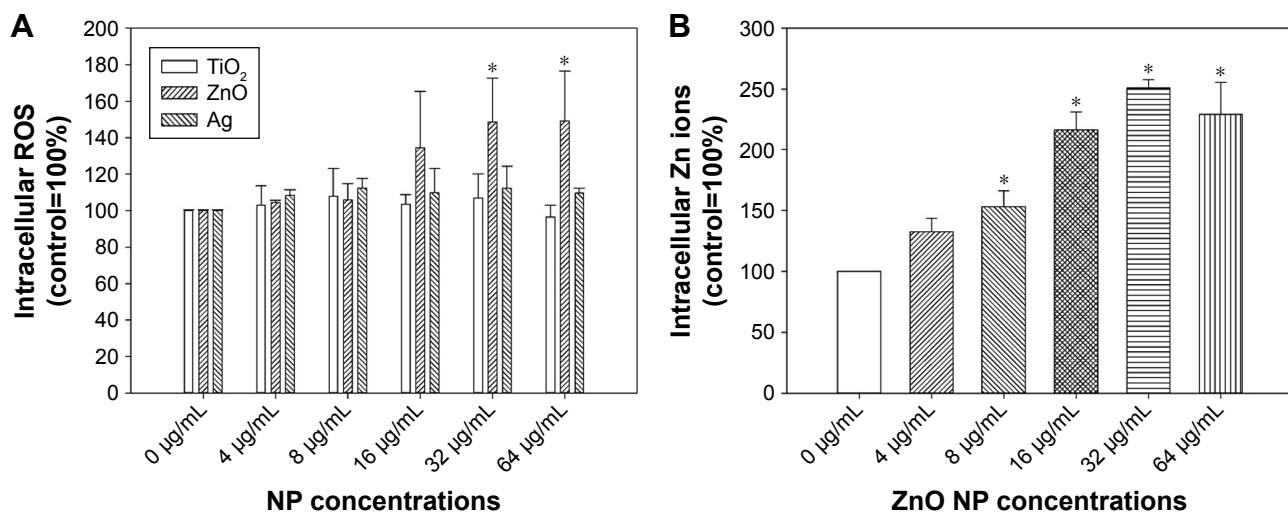 A
Intracellular ROS
(control=100%)
200
180
160
140
120
100
80
60
40
20
0
TiO₂
ZnO
Ag
*
*
0 µg/mL
4 µg/mL
8 µg/mL
16 µg/mL
32 µg/mL
64 µg/mL
NP concentrations
B
Intracellular Zn ions
(control=100%)
300
250
200
150
100
50
0
*
*
*
*
0 µg/mL
4 µg/mL
8 µg/mL
16 µg/mL
32 µg/mL
64 µg/mL
ZnO NP concentrations